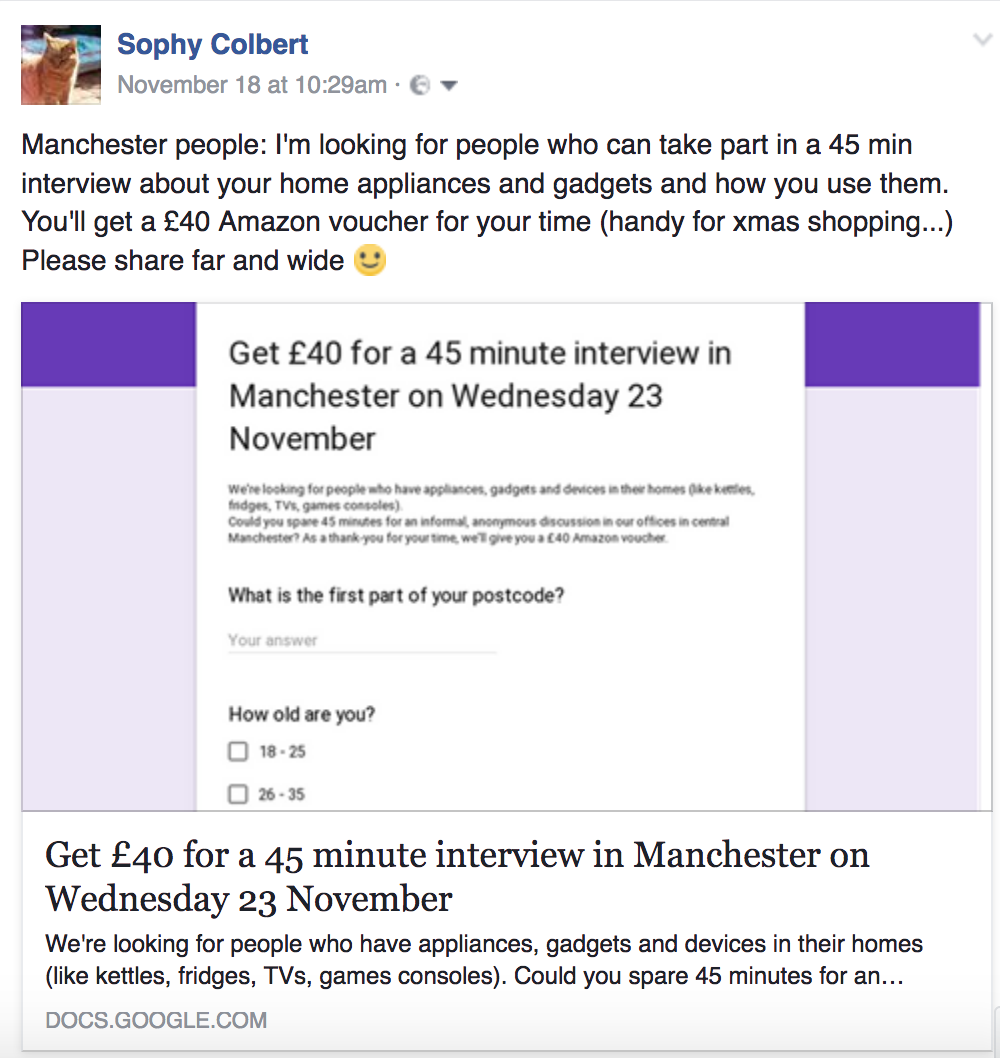 Sophy Colbert
November 18 at 10:29am ·
Manchester people: I'm looking for people who can take part in a 45 min
interview about your home appliances and gadgets and how you use them.
You'll get a £40 Amazon voucher for your time (handy for xmas shopping...)
Please share far and wide 🙂
Get £40 for a 45 minute interview in
Manchester on Wednesday 23
November
We're looking for people who have appliances, gadgets and devices in their homes (like kettles,
fridges, TVs, games consoles).
Could you spare 45 minutes for an informal, anonymous discussion in our offices in central
Manchester? As a thank-you for your time, we'll give you a £40 Amazon voucher.
What is the first part of your postcode?
Your answer
How old are you?
18 - 25
26 - 35
Get £40 for a 45 minute interview in Manchester on
Wednesday 23 November
We're looking for people who have appliances, gadgets and devices in their homes
(like kettles, fridges, TVs, games consoles). Could you spare 45 minutes for an...
DOCS.GOOGLE.COM